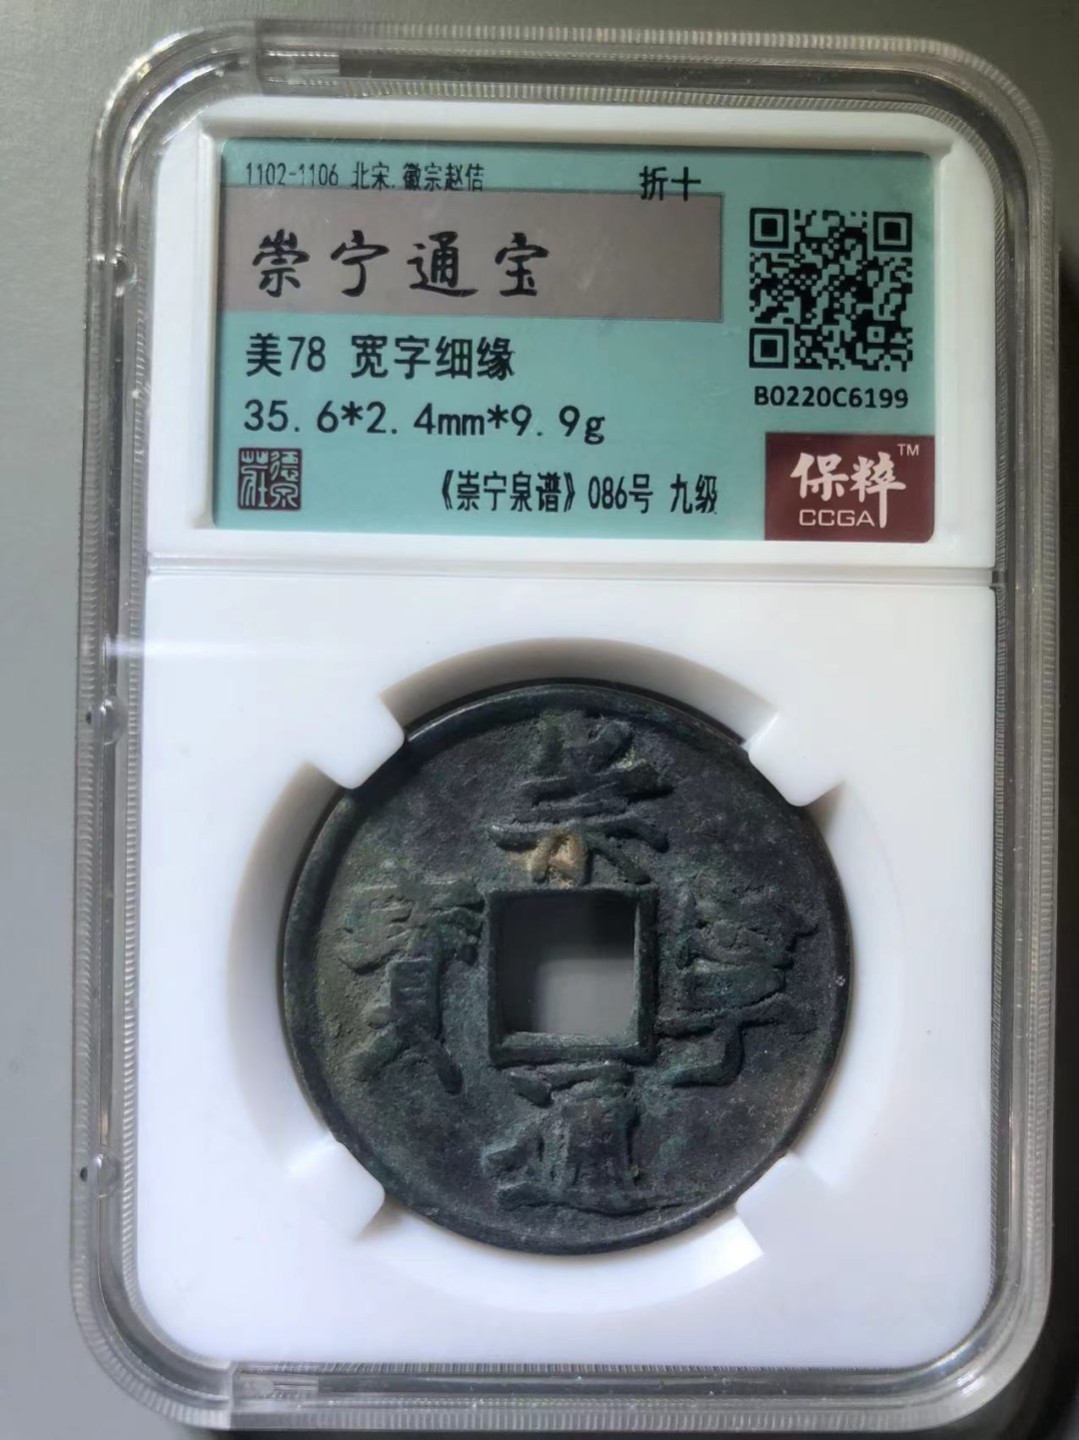 1102-1106 北宋.徽宗赵佶
折十
崇宁通宝
美78 宽字细缘
35.6*2.4mm*9.9g
《崇宁泉谱》086号 九级
B0220C6199
保粹™
CCGA
崇
寧
通
寶